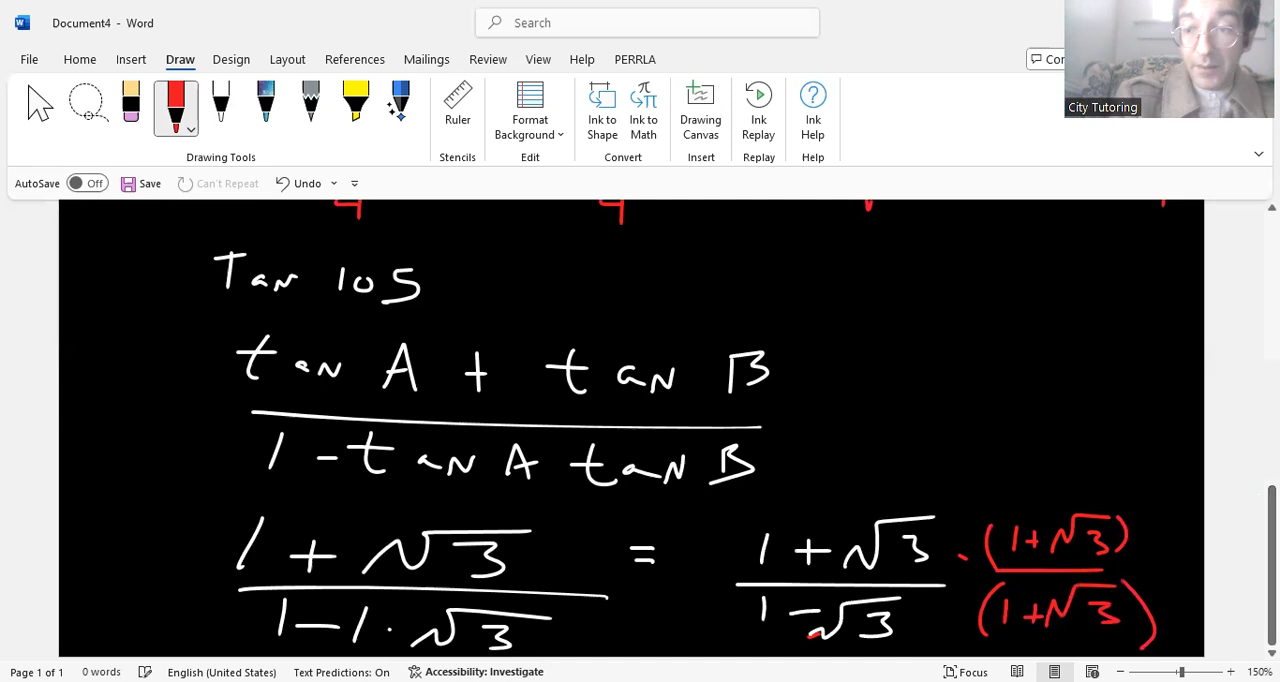 Document4 - Word
Search
File Home Insert Draw Design Layout References Mailings Review View Help PERRLA
Ruler
Format Background
Ink to Shape
Ink to Math
Drawing Canvas
Ink Replay
Ink Help
Drawing Tools Stencils Edit Convert Insert Replay Help
City Tutoring
AutoSave Off Save Can't Repeat Undo
Tan 105
tan A + tan B
1 - tan A tan B
1 + √3 = 1 + √3 · (1+√3)
1 - 1 · √3 1 - √3 (1+√3)
Page 1 of 1 0 words English (United States) Text Predictions: On Accessibility: Investigate Focus 150%